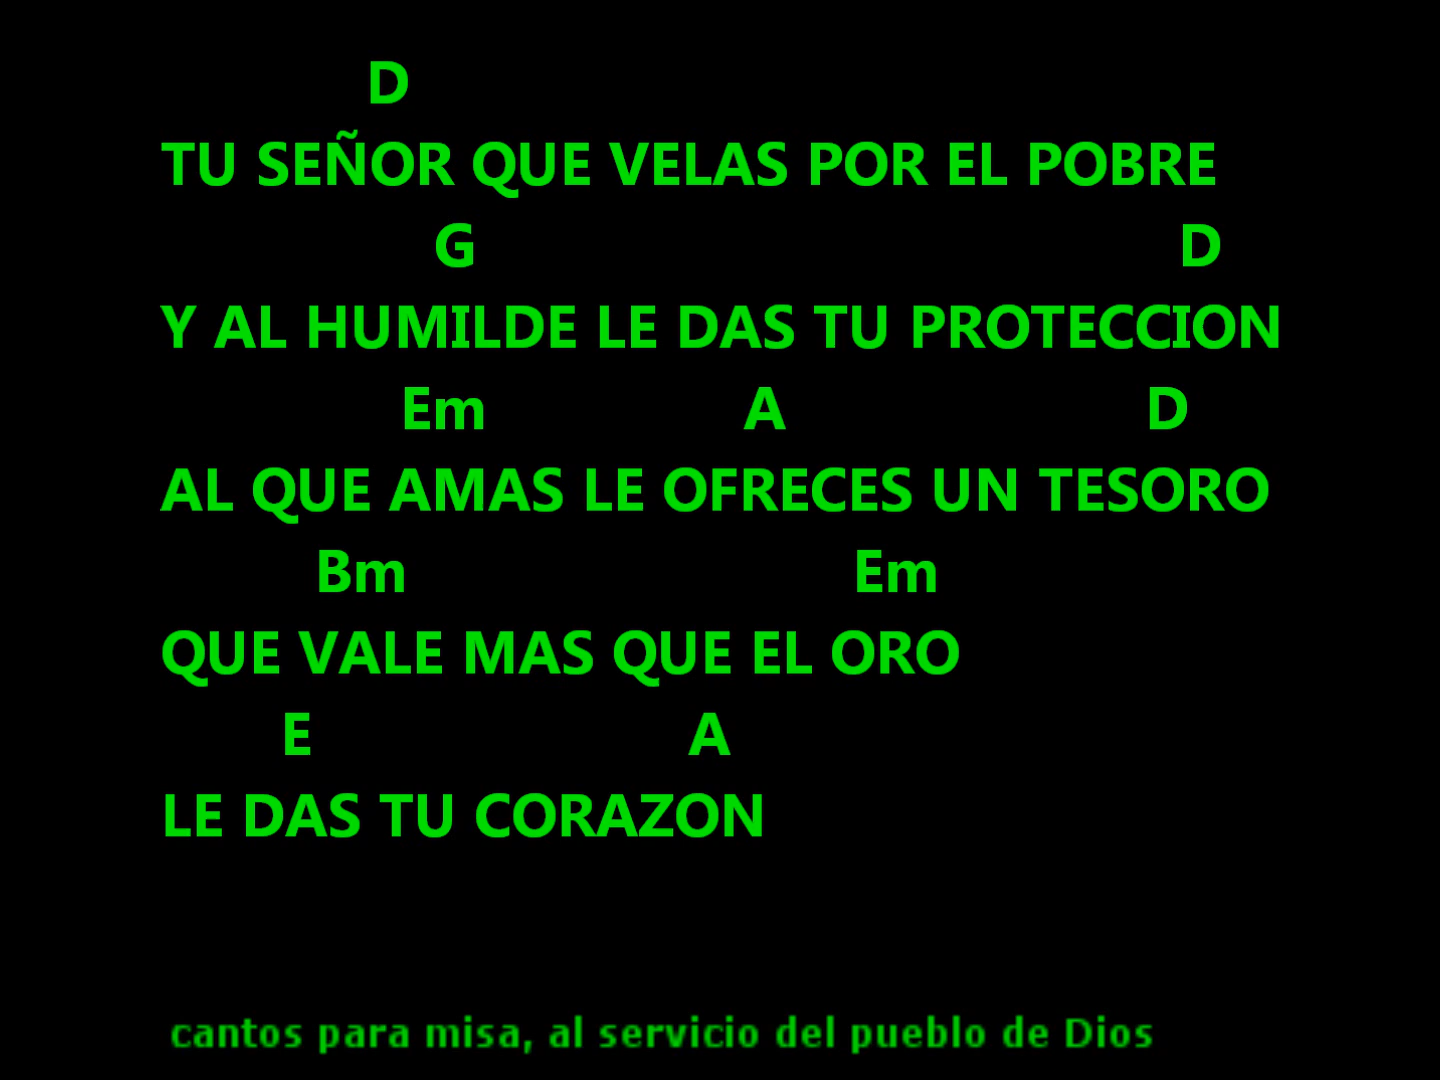 D
TU SEÑOR QUE VELAS POR EL POBRE
G D
Y AL HUMILDE LE DAS TU PROTECCION
Em A D
AL QUE AMAS LE OFRECES UN TESORO
Bm Em
QUE VALE MAS QUE EL ORO
E A
LE DAS TU CORAZON
cantos para misa, al servicio del pueblo de Dios